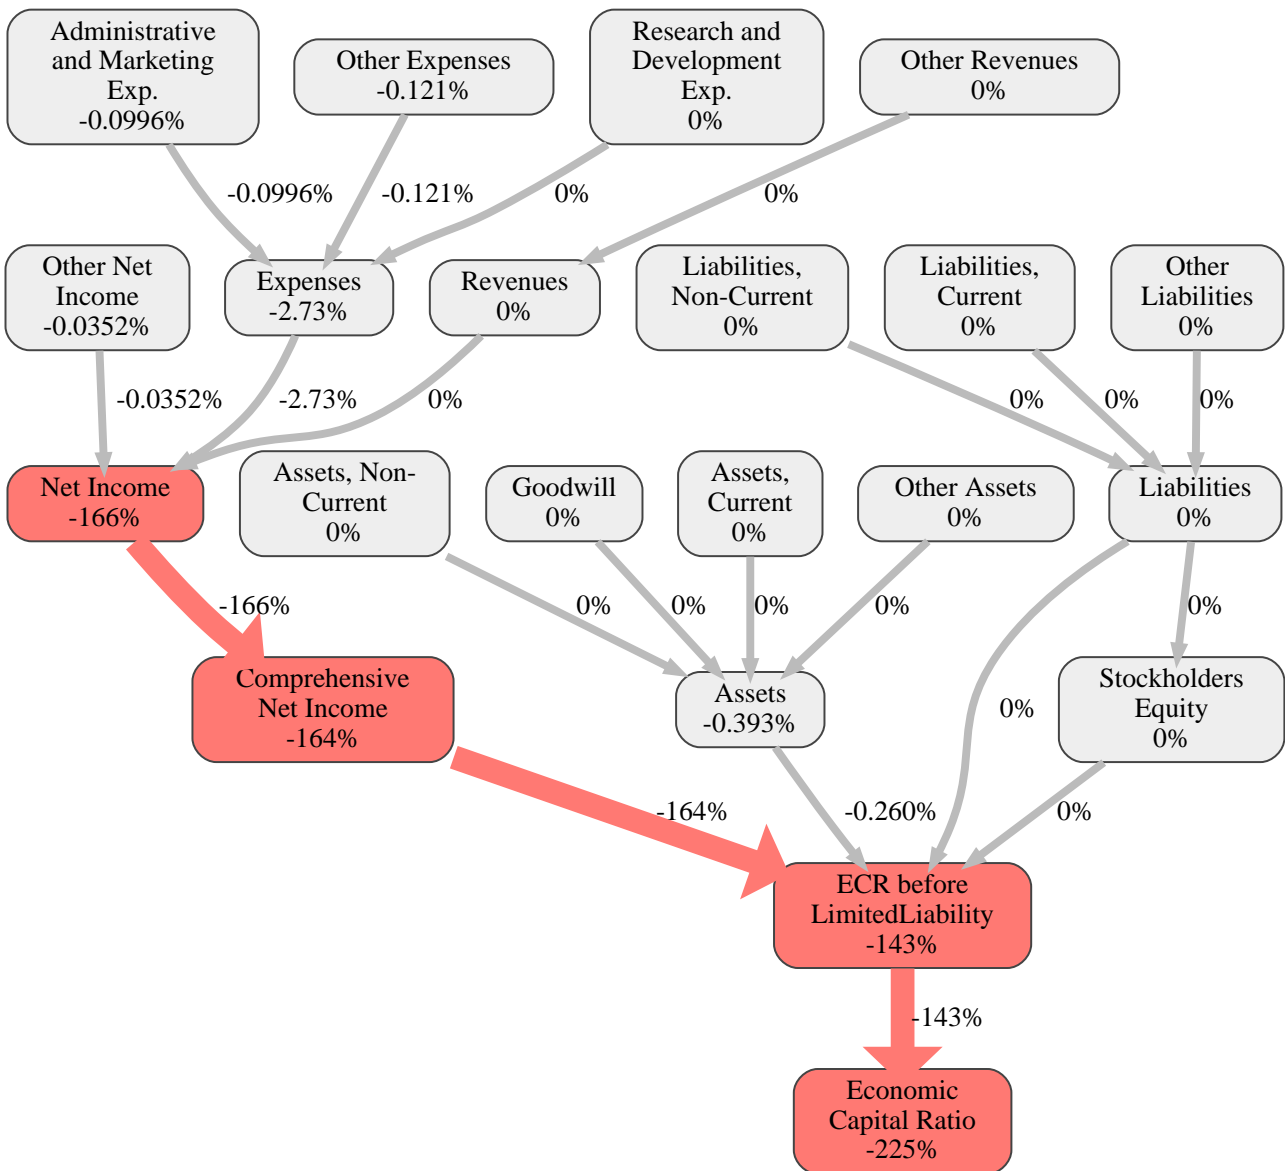 Administrative
and Marketing
Exp.
-0.0996%
Other Expenses
-0.121%
Research and
Development
Exp.
0%
Other Revenues
0%
-0.0996%
-0.121%
0%
0%
Other Net
Income
-0.0352%
Expenses
-2.73%
Revenues
0%
Liabilities,
Non-Current
0%
Liabilities,
Current
0%
Other
Liabilities
0%
-0.0352%
-2.73%
0%
0%
0%
0%
Net Income
-166%
Assets, Non-
Current
0%
Goodwill
0%
Assets,
Current
0%
Other Assets
0%
Liabilities
0%
-166%
0%
0%
0%
0%
0%
Comprehensive
Net Income
-164%
Assets
-0.393%
0%
Stockholders
Equity
0%
-164%
-0.260%
0%
ECR before
LimitedLiability
-143%
-143%
Economic
Capital Ratio
-225%